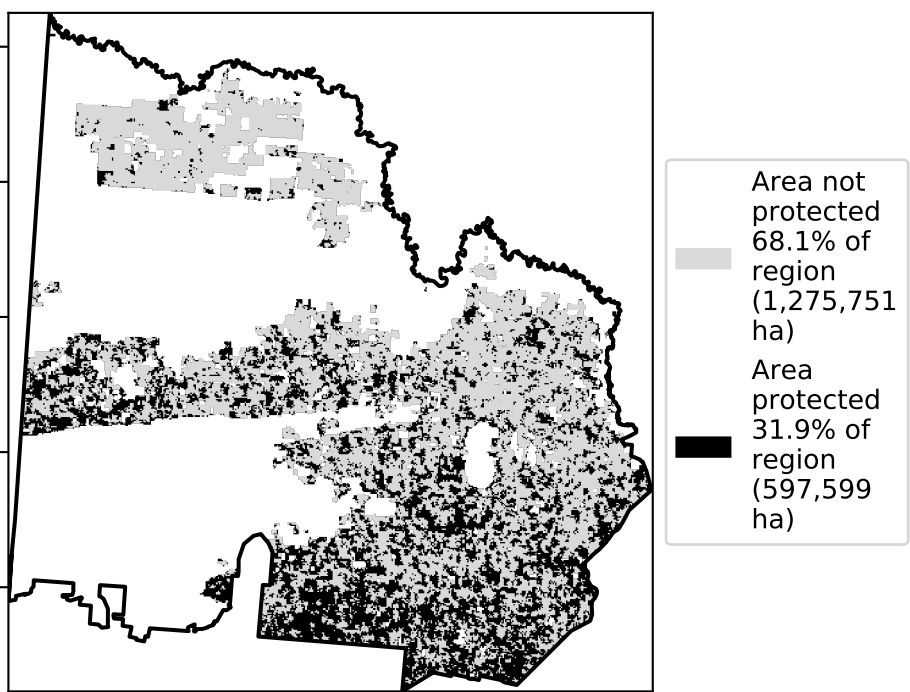 Area not
protected
68.1% of
region
(1,275,751
ha)
Area
protected
31.9% of
region
(597,599
ha)